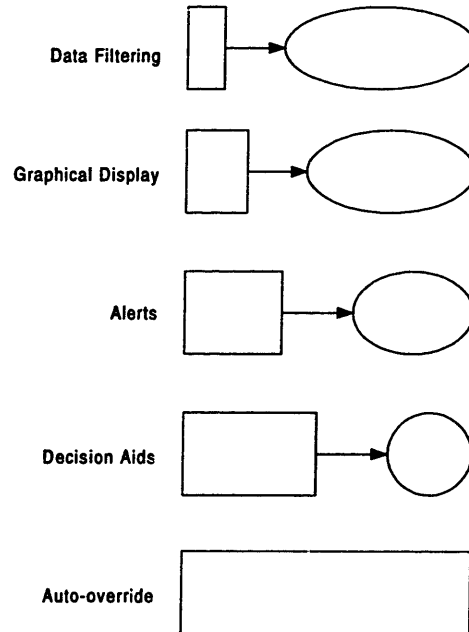 Data Filtering
Graphical Display
Alerts
Decision Aids
Auto-override